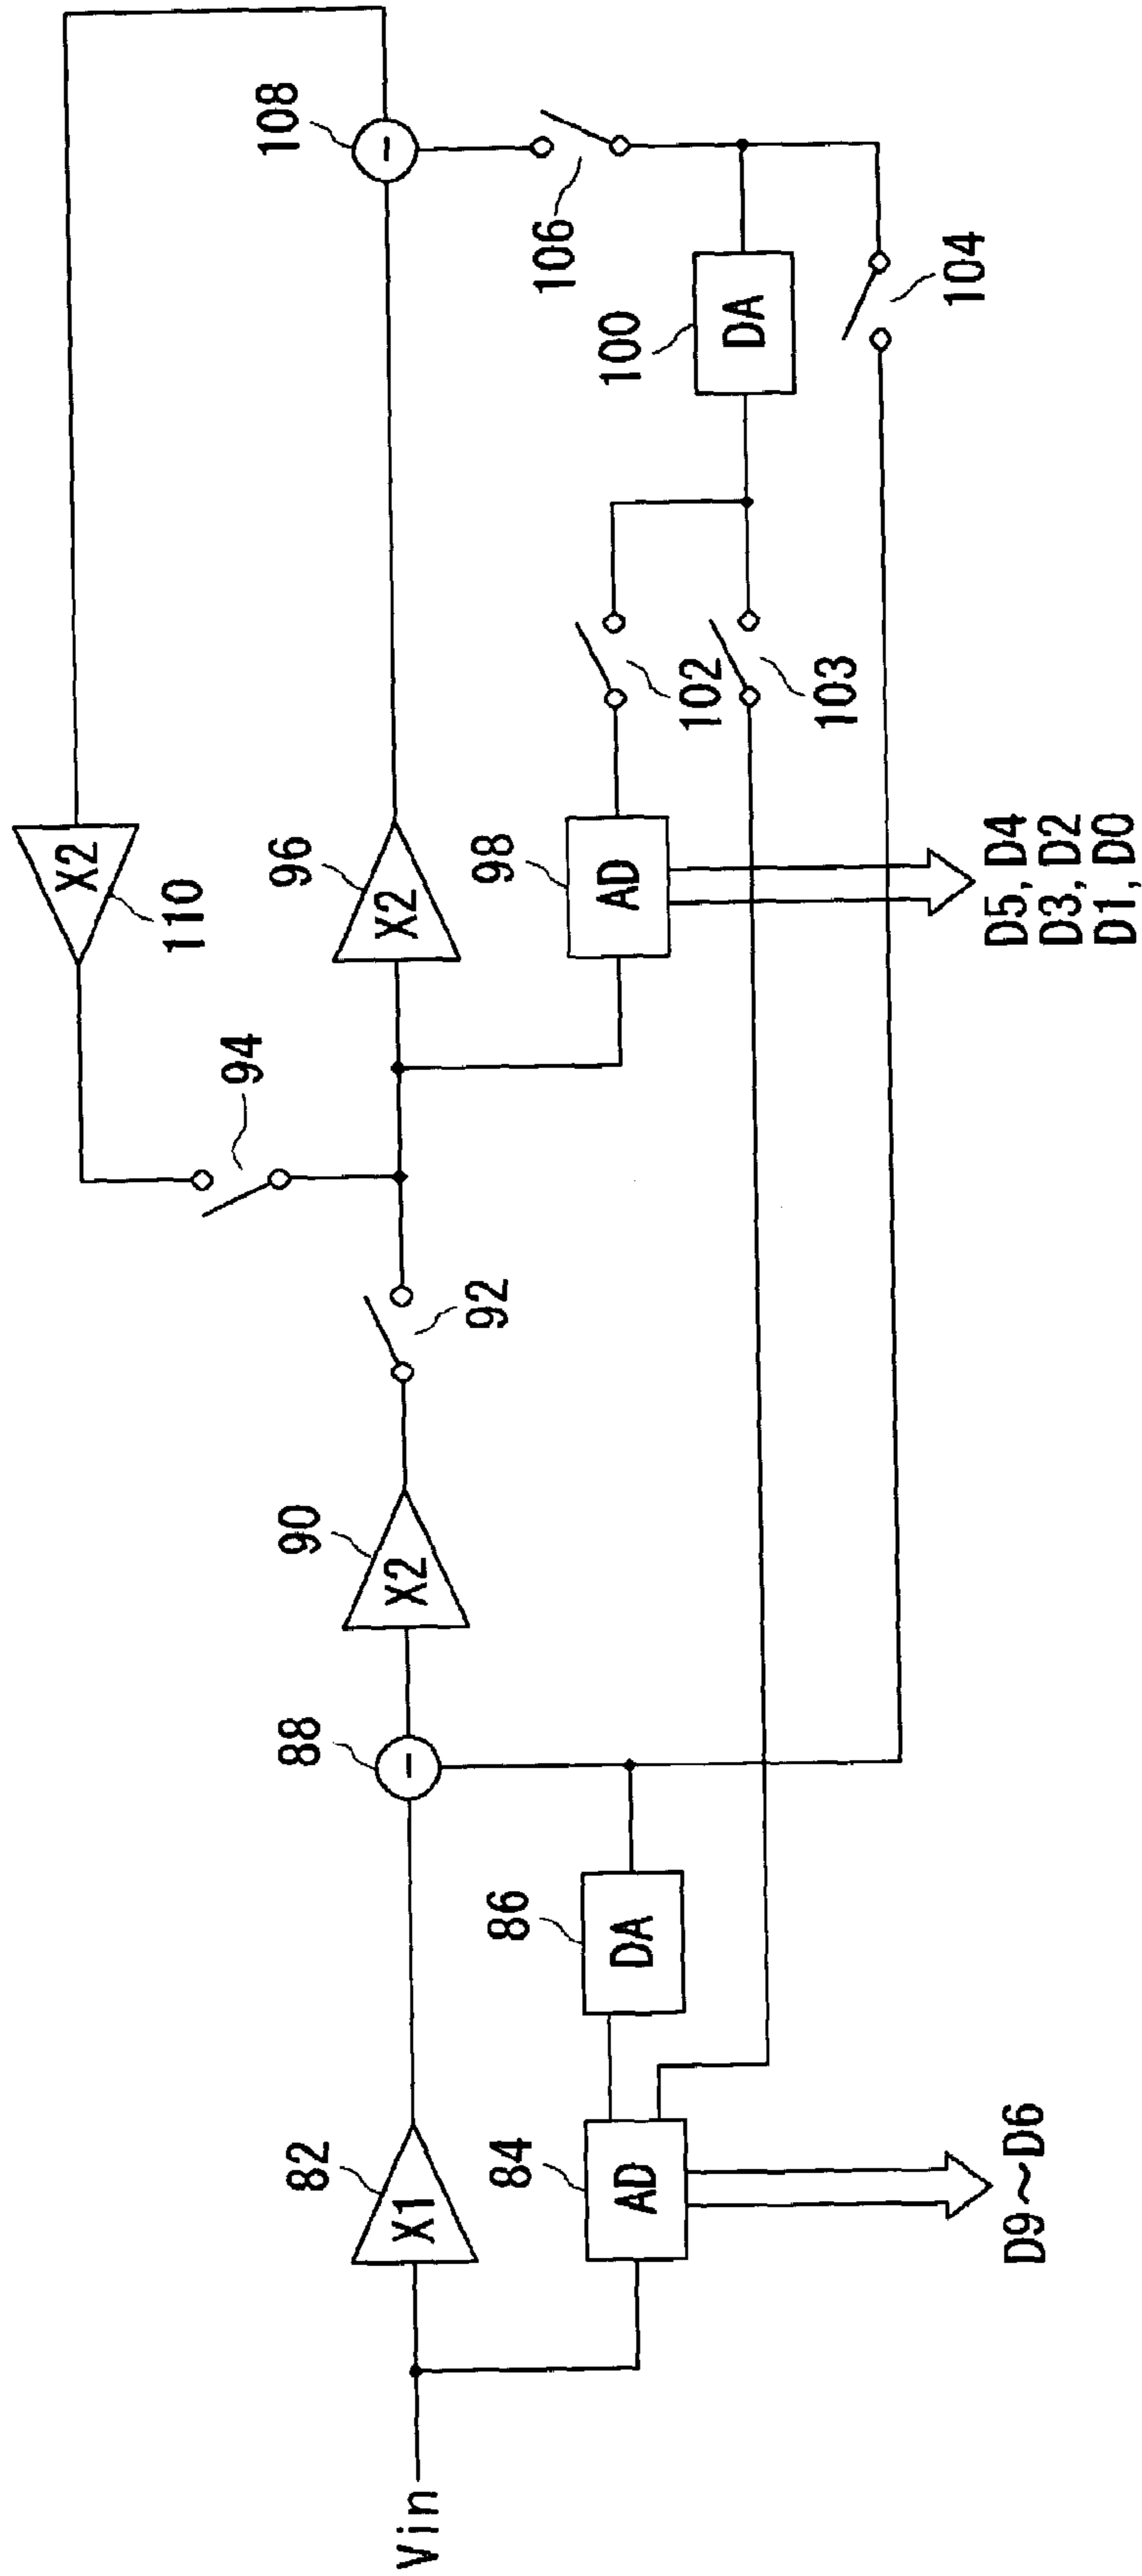 Vin
82
X1
84
AD
D9~D6
86
DA
88
-
90
X2
92
94
96
X2
98
AD
D5, D4
D3, D2
D1, D0
110
X2
102
103
100
DA
104
106
108
-